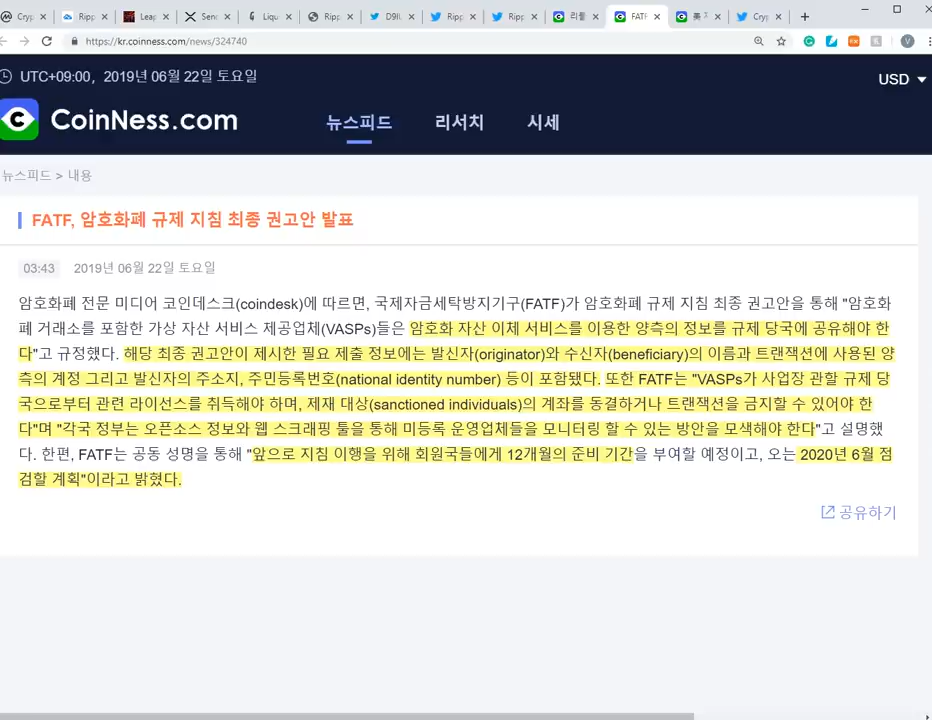 Cryp
Ripp
Leap
Senc
Liqu
Ripp
D9ll
Ripp
Ripp
리플
FATF
Cryp
https://kr.coinness.com/news/324740
V
UTC+09:00, 2019년 06월 22일 토요일
USD
CoinNess.com
뉴스피드
리서치
시세
뉴스피드 > 내용
FATF, 암호화폐 규제 지침 최종 권고안 발표
03:43 2019년 06월 22일 토요일
암호화폐 전문 미디어 코인데스크(coindesk)에 따르면, 국제자금세탁방지기구(FATF)가 암호화폐 규제 지침 최종 권고안을 통해 "암호화
폐 거래소를 포함한 가상 자산 서비스 제공업체(VASPs)들은 암호화 자산 이체 서비스를 이용한 양측의 정보를 규제 당국에 공유해야 한
다"고 규정했다. 해당 최종 권고안이 제시한 필요 제출 정보에는 발신자(originator)와 수신자(beneficiary)의 이름과 트랜잭션에 사용된 양
측의 계정 그리고 발신자의 주소지, 주민등록번호(national identity number) 등이 포함됐다. 또한 FATF는 "VASPs가 사업장 관할 규제 당
국으로부터 관련 라이선스를 취득해야 하며, 제재 대상(sanctioned individuals)의 계좌를 동결하거나 트랜잭션을 금지할 수 있어야 한
다"며 "각국 정부는 오픈소스 정보와 웹 스크래핑 툴을 통해 미등록 운영업체들을 모니터링 할 수 있는 방안을 모색해야 한다"고 설명했
다. 한편, FATF는 공동 성명을 통해 "앞으로 지침 이행을 위해 회원국들에게 12개월의 준비 기간을 부여할 예정이고, 오는 2020년 6월 점
검할 계획"이라고 밝혔다.
공유하기